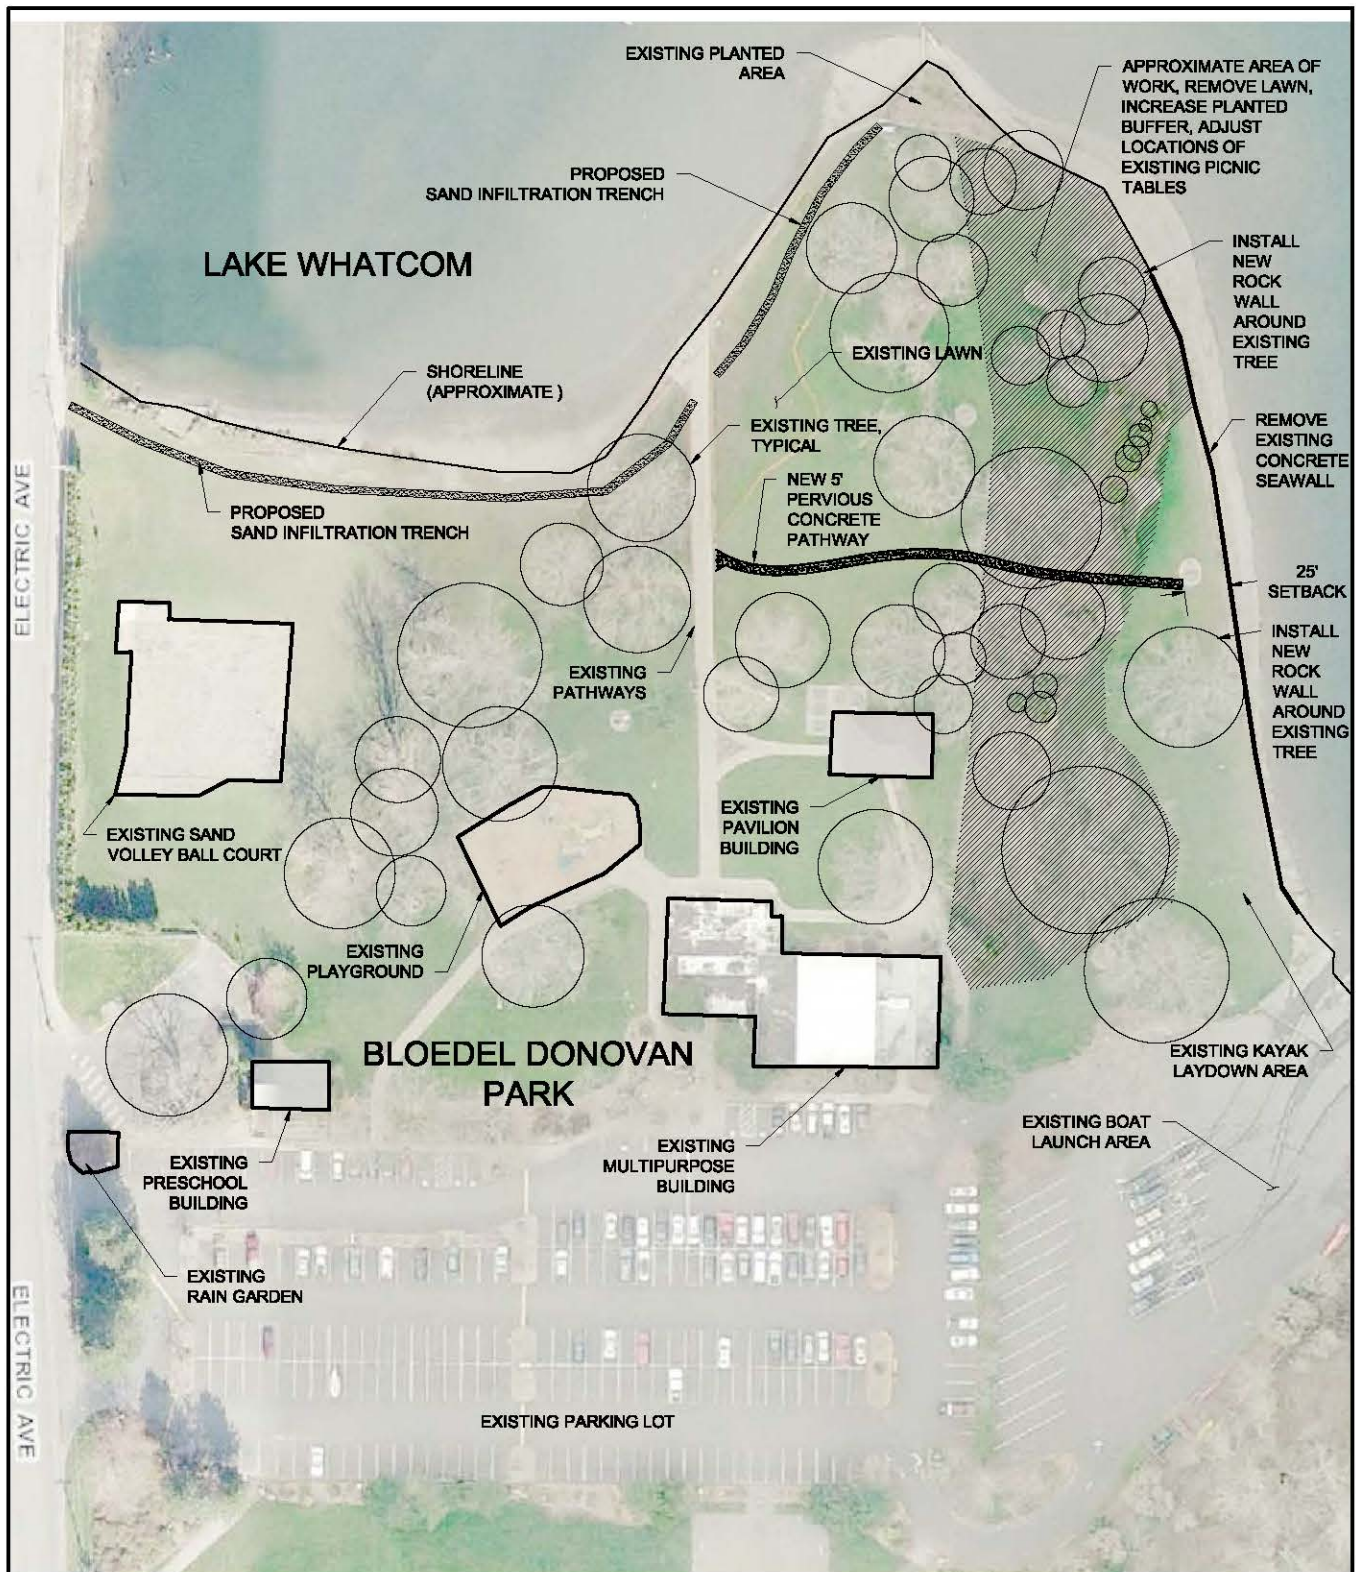 EXISTING PLANTED
AREA
APPROXIMATE AREA OF
WORK, REMOVE LAWN,
INCREASE PLANTED
BUFFER, ADJUST
LOCATIONS OF
EXISTING PICNIC
TABLES
PROPOSED
SAND INFILTRATION TRENCH
LAKE WHATCOM
INSTALL
NEW
ROCK
WALL
AROUND
EXISTING
TREE
EXISTING LAWN
SHORELINE
(APPROXIMATE )
EXISTING TREE,
TYPICAL
REMOVE
EXISTING
CONCRETE
SEAWALL
NEW 5'
PERVIOUS
CONCRETE
PATHWAY
PROPOSED
SAND INFILTRATION TRENCH
ELECTRIC AVE
25'
SETBACK
INSTALL
NEW
ROCK
WALL
AROUND
EXISTING
TREE
EXISTING
PATHWAYS
EXISTING
PAVILION
BUILDING
EXISTING SAND
VOLLEY BALL COURT
EXISTING
PLAYGROUND
BLOEDEL DONOVAN
PARK
EXISTING KAYAK
LAYDOWN AREA
EXISTING BOAT
LAUNCH AREA
EXISTING
MULTIPURPOSE
BUILDING
EXISTING
PRESCHOOL
BUILDING
EXISTING
RAIN GARDEN
ELECTRIC AVE
EXISTING PARKING LOT